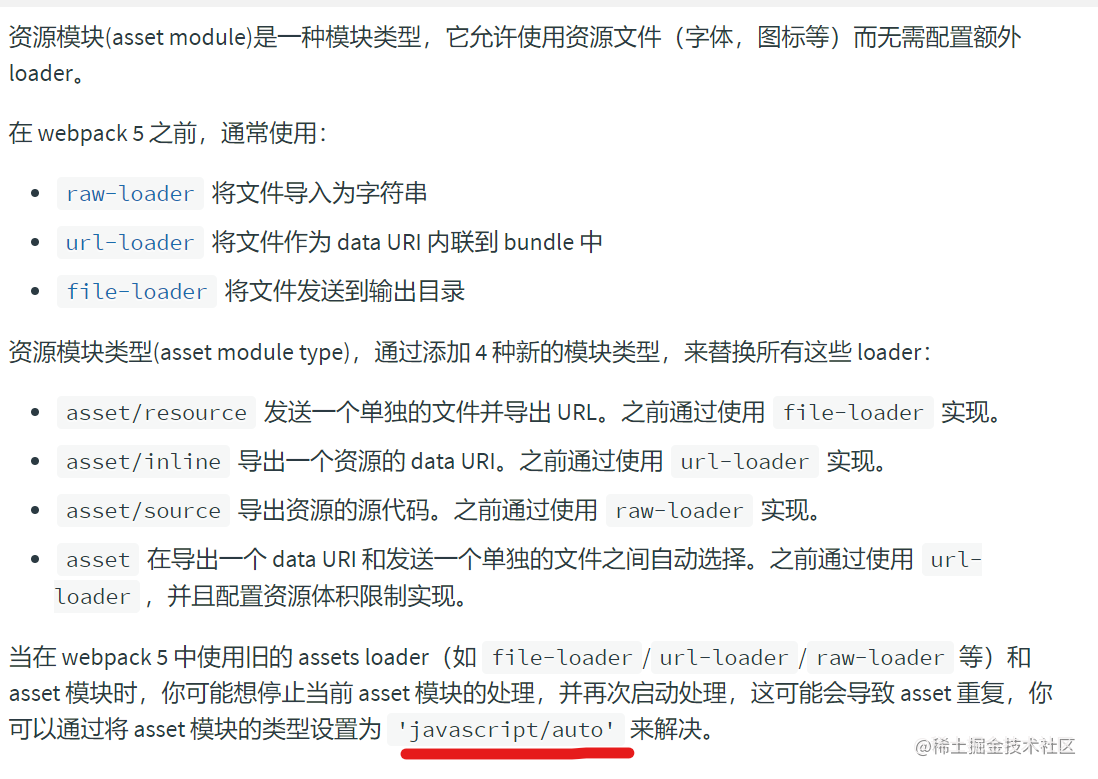 资源模块(asset module)是一种模块类型，它允许使用资源文件（字体，图标等）而无需配置额外
loader。
在 webpack 5 之前，通常使用：
raw-loader 将文件导入为字符串
url-loader 将文件作为 data URI 内联到 bundle 中
file-loader 将文件发送到输出目录
资源模块类型(asset module type)，通过添加 4 种新的模块类型，来替换所有这些 loader：
asset/resource 发送一个单独的文件并导出 URL。之前通过使用 file-loader 实现。
asset/inline 导出一个资源的 data URI。之前通过使用 url-loader 实现。
asset/source 导出资源的源代码。之前通过使用 raw-loader 实现。
asset 在导出一个 data URI 和发送一个单独的文件之间自动选择。之前通过使用 url-
loader ，并且配置资源体积限制实现。
当在 webpack 5 中使用旧的 assets loader（如 file-loader / url-loader / raw-loader 等）和
asset 模块时，你可能想停止当前 asset 模块的处理，并再次启动处理，这可能会导致 asset 重复，你
可以通过将 asset 模块的类型设置为 'javascript/auto' 来解决。
@稀土掘金技术社区